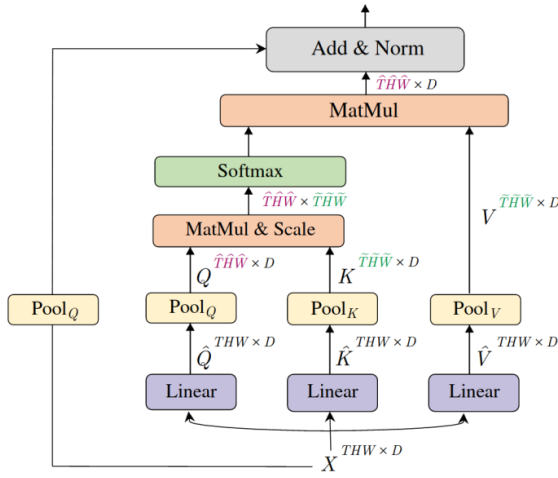 Add & Norm
T̂ĤŴ × D
MatMul
Softmax
T̂ĤŴ × T̃H̃W̃
V T̃H̃W̃ × D
MatMul & Scale
Q T̂ĤŴ × D
K T̃H̃W̃ × D
Pool_Q
Pool_Q
Pool_K
Pool_V
Q̂ THW × D
K̂ THW × D
V̂ THW × D
Linear
Linear
Linear
X THW × D